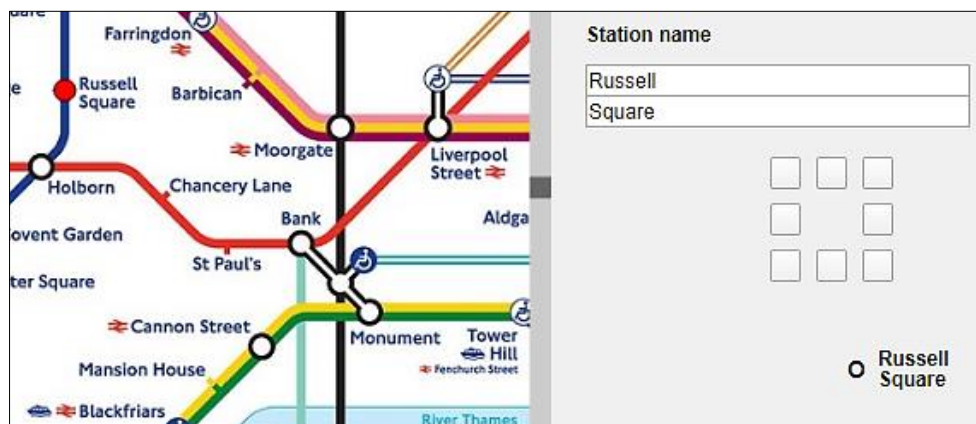 Farringdon
Russell
Square
Barbican
Moorgate
Liverpool
Street
Holborn
Chancery Lane
Bank
Aldga
ovent Garden
St Paul's
ter Square
Cannon Street
Monument
Tower
Hill
Fenchurch Street
Mansion House
Blackfriars
River Thames
Station name
Russell
Square
Russell
Square